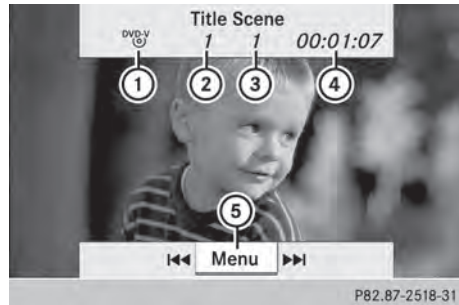 Title Scene
DVD-V 1 1 00:01:07
1 2 3 4
5
Menu
P82.87-2518-31